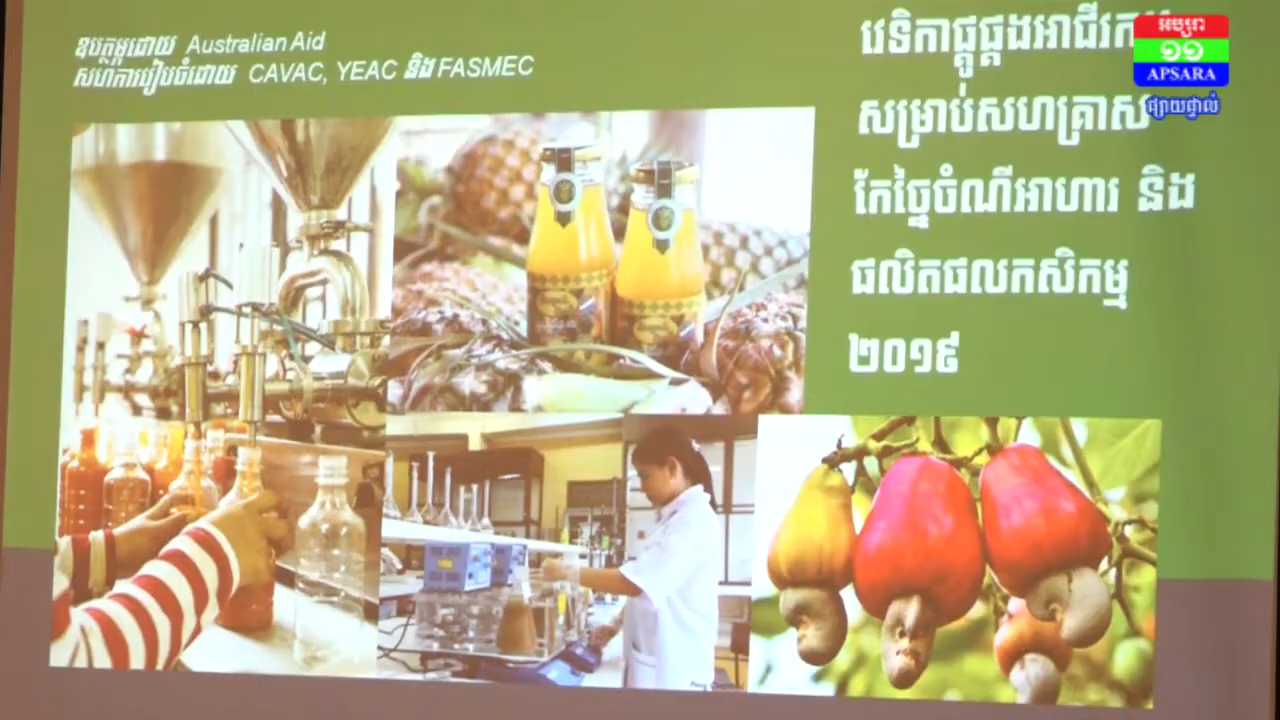 ឧបត្ថម្ភដោយ Australian Aid
សហការរៀបចំដោយ CAVAC, YEAC និង FASMEC
វេទិកាផ្គូផ្គងអាជីវកម្ម
សម្រាប់សហគ្រាស
កែច្នៃចំណីអាហារ និង
ផលិតផលកសិកម្ម
២០១៩
អប្សរា
១១
APSARA
ផ្សាយផ្ទាល់